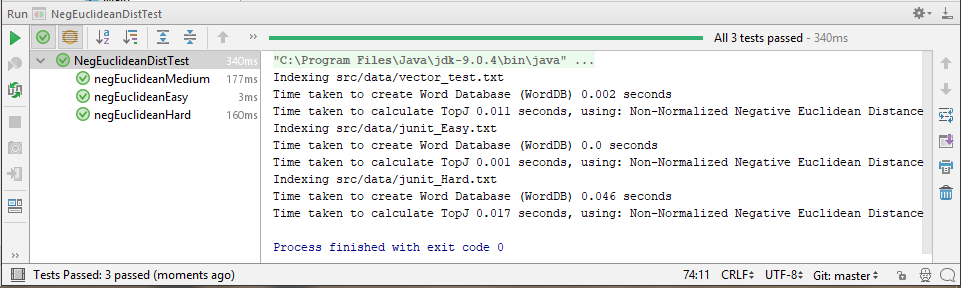 Run NegEuclideanDistTest
All 3 tests passed - 340ms
NegEuclideanDistTest 340ms
negEuclideanMedium 177ms
negEuclideanEasy 3ms
negEuclideanHard 160ms
"C:\Program Files\Java\jdk-9.0.4\bin\java" ...
Indexing src/data/vector_test.txt
Time taken to create Word Database (WordDB) 0.002 seconds
Time taken to calculate TopJ 0.011 seconds, using: Non-Normalized Negative Euclidean Distance
Indexing src/data/junit_Easy.txt
Time taken to create Word Database (WordDB) 0.0 seconds
Time taken to calculate TopJ 0.001 seconds, using: Non-Normalized Negative Euclidean Distance
Indexing src/data/junit_Hard.txt
Time taken to create Word Database (WordDB) 0.046 seconds
Time taken to calculate TopJ 0.017 seconds, using: Non-Normalized Negative Euclidean Distance
Process finished with exit code 0
Tests Passed: 3 passed (moments ago) 74:11 CRLF UTF-8 Git: master